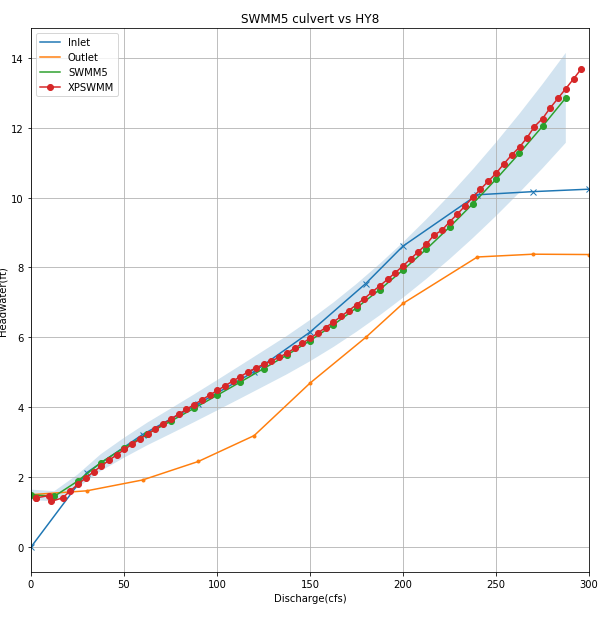 SWMM5 culvert vs HY8
Inlet
Outlet
SWMM5
XPSWMM
14
12
10
8
6
4
2
0
Headwater(ft)
0 50 100 150 200 250 300
Discharge(cfs)